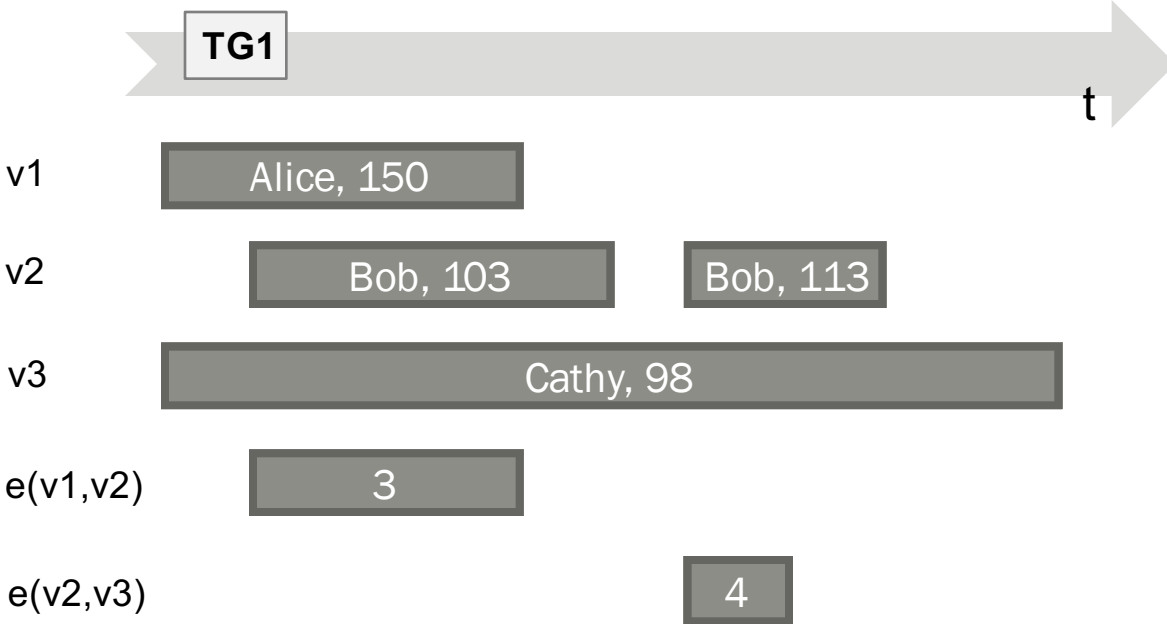 TG1
t
v1 Alice, 150
v2 Bob, 103 Bob, 113
v3 Cathy, 98
e(v1,v2) 3
e(v2,v3) 4